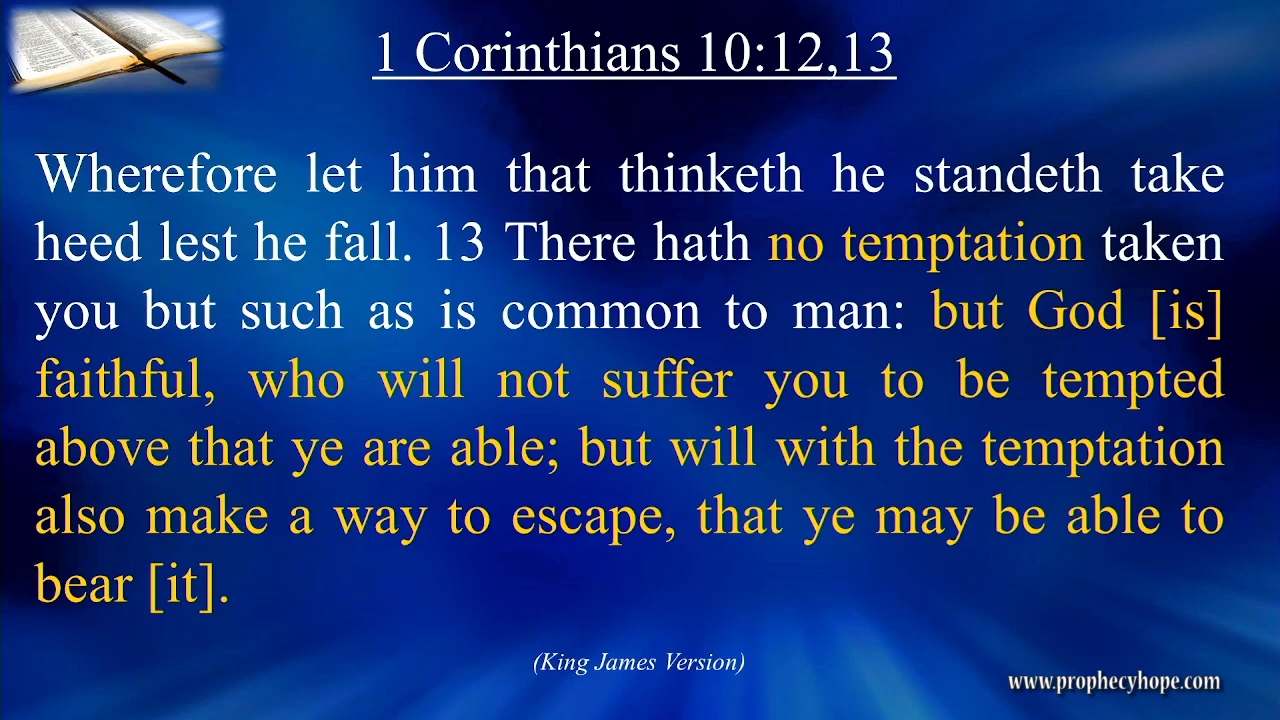 1 Corinthians 10:12,13
Wherefore let him that thinketh he standeth take
heed lest he fall. 13 There hath no temptation taken
you but such as is common to man: but God [is]
faithful, who will not suffer you to be tempted
above that ye are able; but will with the temptation
also make a way to escape, that ye may be able to
bear [it].
(King James Version)
www.prophecyhope.com